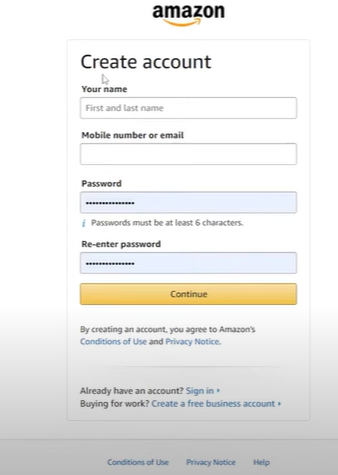 amazon
Create account
Your name
First and last name
Mobile number or email
Password
•••••••••••••••
i Passwords must be at least 6 characters.
Re-enter password
•••••••••••••••
Continue
By creating an account, you agree to Amazon's
Conditions of Use and Privacy Notice.
Already have an account? Sign in
Buying for work? Create a free business account
Conditions of Use Privacy Notice Help